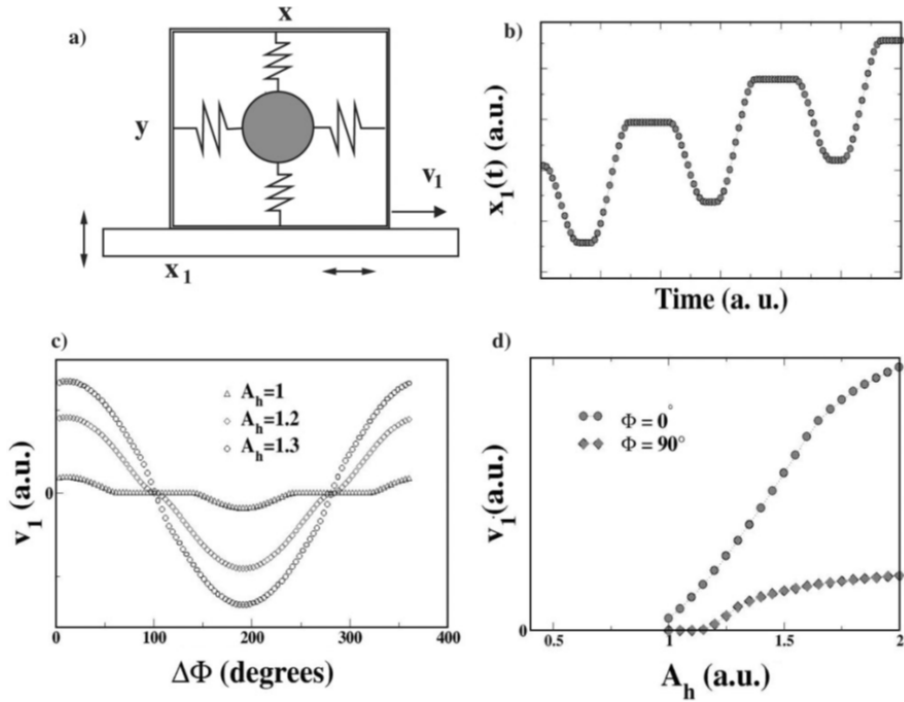 a)
x
y
v1
x1
b)
x1(t) (a.u.)
Time (a. u.)
c)
Ah=1
Ah=1.2
Ah=1.3
v1 (a.u.)
0
0
100
200
300
400
ΔΦ (degrees)
d)
Φ = 0°
Φ = 90°
v1(a.u.)
0
0.5
1
1.5
2
Ah (a.u.)